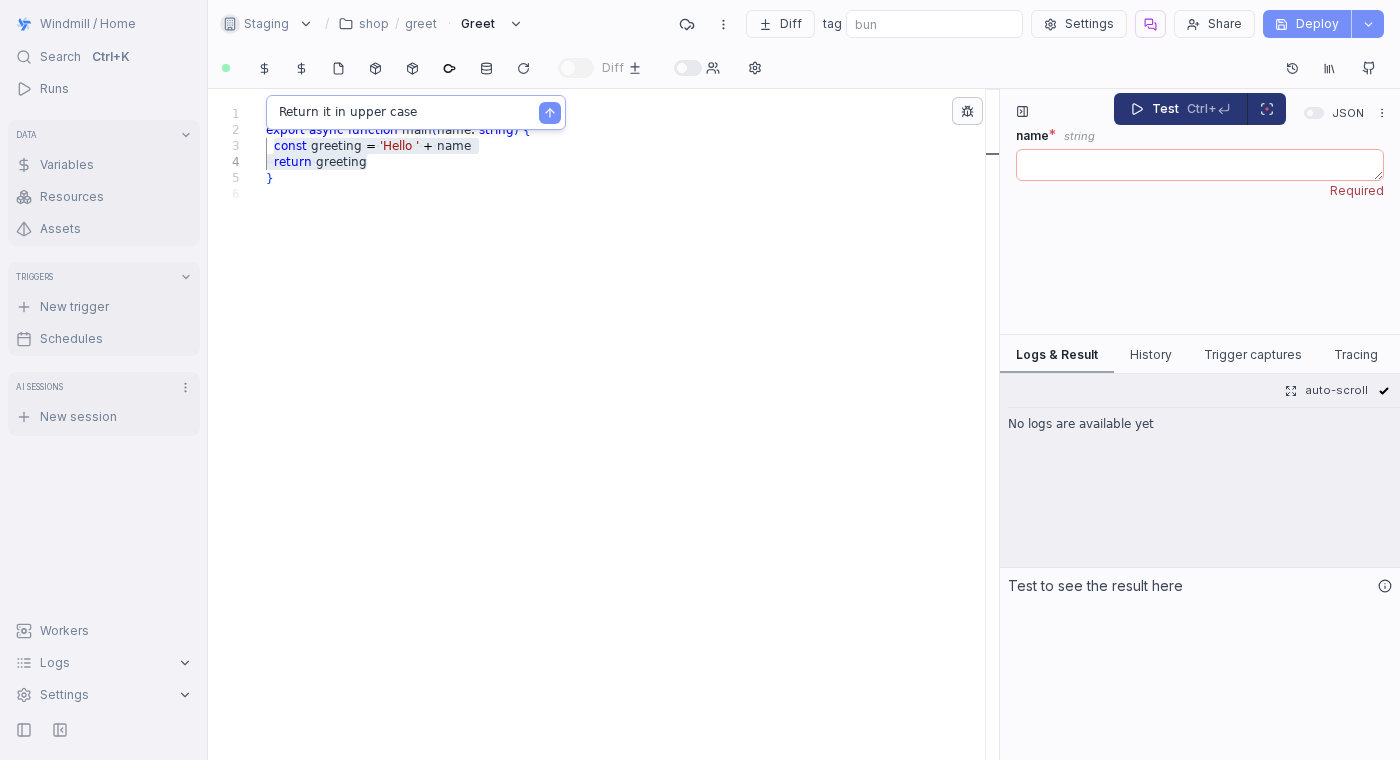 Windmill / Home
Search Ctrl+K
Runs
DATA
Variables
Resources
Assets
TRIGGERS
New trigger
Schedules
AI SESSIONS
New session
Workers
Logs
Settings
Staging / shop / greet · Greet
Diff
tag bun
Settings
Share
Deploy
Diff
Return it in upper case
1
2 export async function main(name: string) {
3 const greeting = 'Hello ' + name
4 return greeting
5 }
6
Test Ctrl+
JSON
name* string
Required
Logs & Result History Trigger captures Tracing
auto-scroll
No logs are available yet
Test to see the result here